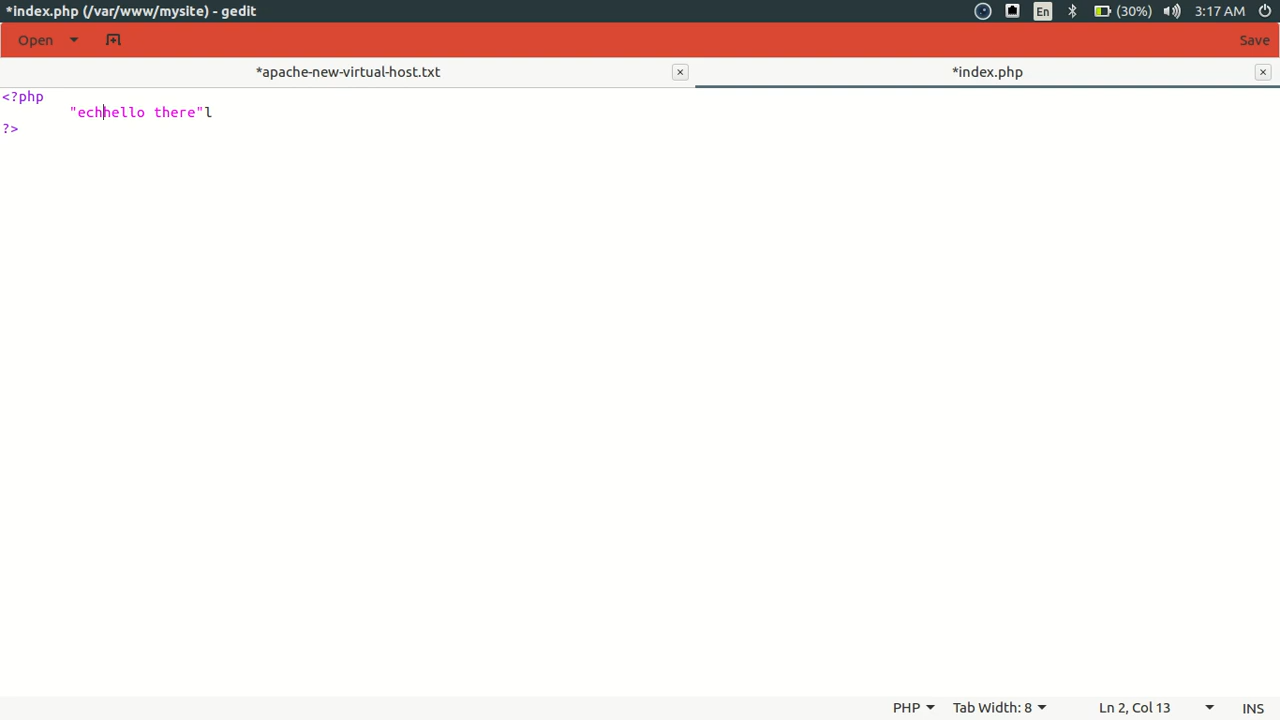 *index.php (/var/www/mysite) - gedit
En (30%) 3:17 AM
Open Save
*apache-new-virtual-host.txt *index.php
<?php
"echhello there"l
?>
PHP Tab Width: 8 Ln 2, Col 13 INS